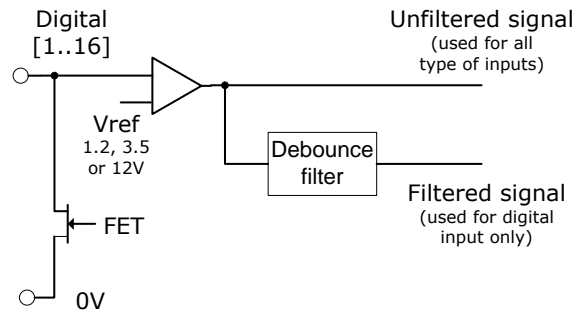 Digital
[1..16]
Unfiltered signal
(used for all
type of inputs)
Vref
1.2, 3.5
or 12V
Debounce
filter
Filtered signal
(used for digital
input only)
FET
0V